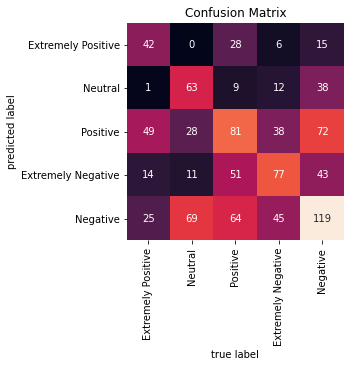 Confusion Matrix
predicted label
Extremely Positive 42 0 28 6 15
Neutral 1 63 9 12 38
Positive 49 28 81 38 72
Extremely Negative 14 11 51 77 43
Negative 25 69 64 45 119
Extremely Positive
Neutral
Positive
Extremely Negative
Negative
true label